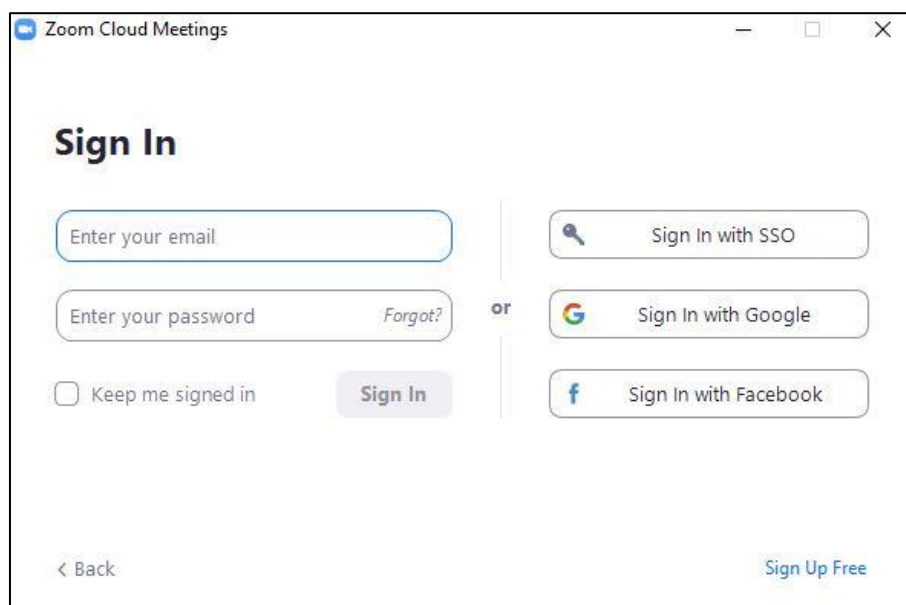 Zoom Cloud Meetings
Sign In
Enter your email
Enter your password Forgot?
Keep me signed in Sign In
or
Sign In with SSO
Sign In with Google
Sign In with Facebook
< Back
Sign Up Free